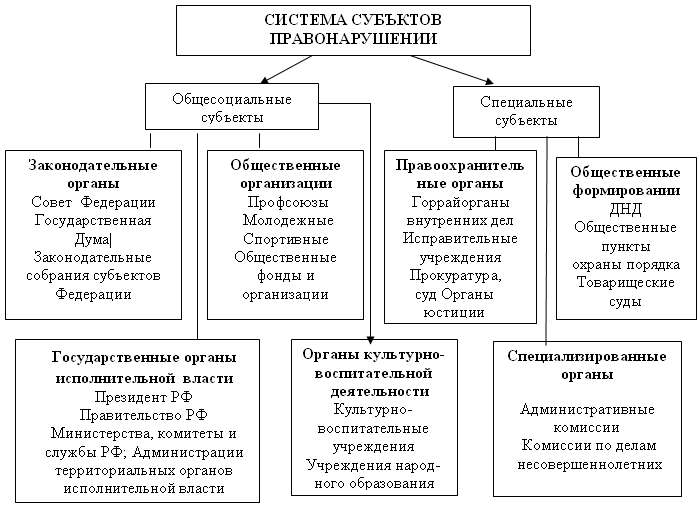 СИСТЕМА СУБЪКТОВ
ПРАВОНАРУШЕНИИ
Общесоциальные
субъекты
Специальные
субъекты
Законодательные
органы
Совет Федерации
Государственная
Дума
Законодательные
собрания субъектов
Федерации
Общественные
организации
Профсоюзы
Молодежные
Спортивные
Общественные
фонды и
организации
Правоохранитель
ные органы
Горрайорганы
внутренних дел
Исправительные
учреждения
Прокуратура,
суд Органы
юстиции
Общественные
формировании
ДНД
Общественные
пункты
охраны порядка
Товарищеские
суды
Государственные органы
исполнительной власти
Президент РФ
Правительство РФ
Министерства, комитеты и
службы РФ; Администрации
территориальных органов
исполнительной власти
Органы культурно-
воспитательной
деятельности
Культурно-
воспитательные
учреждения
Учреждения народ-
ного образования
Специализированные
органы
Административные
комиссии
Комиссии по делам
несовершеннолетних